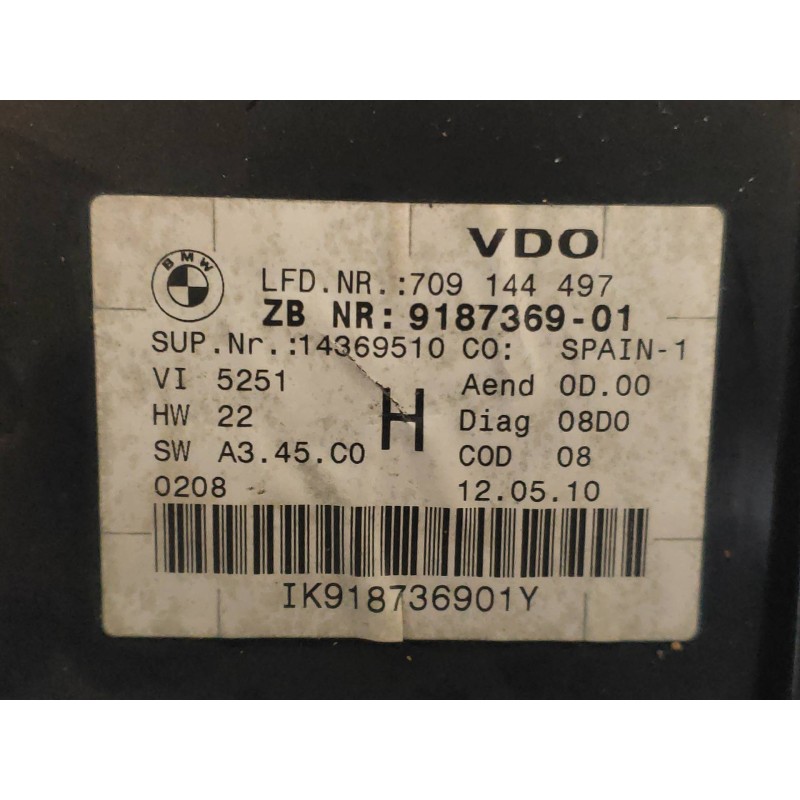 VDO
BMW
LFD.NR.:709 144 497
ZB NR: 9187369-01
SUP.Nr.:14369510 CO: SPAIN-1
VI 5251 Aend 0D.00
HW 22 H Diag 08D0
SW A3.45.C0 COD 08
0208 12.05.10
IK918736901Y